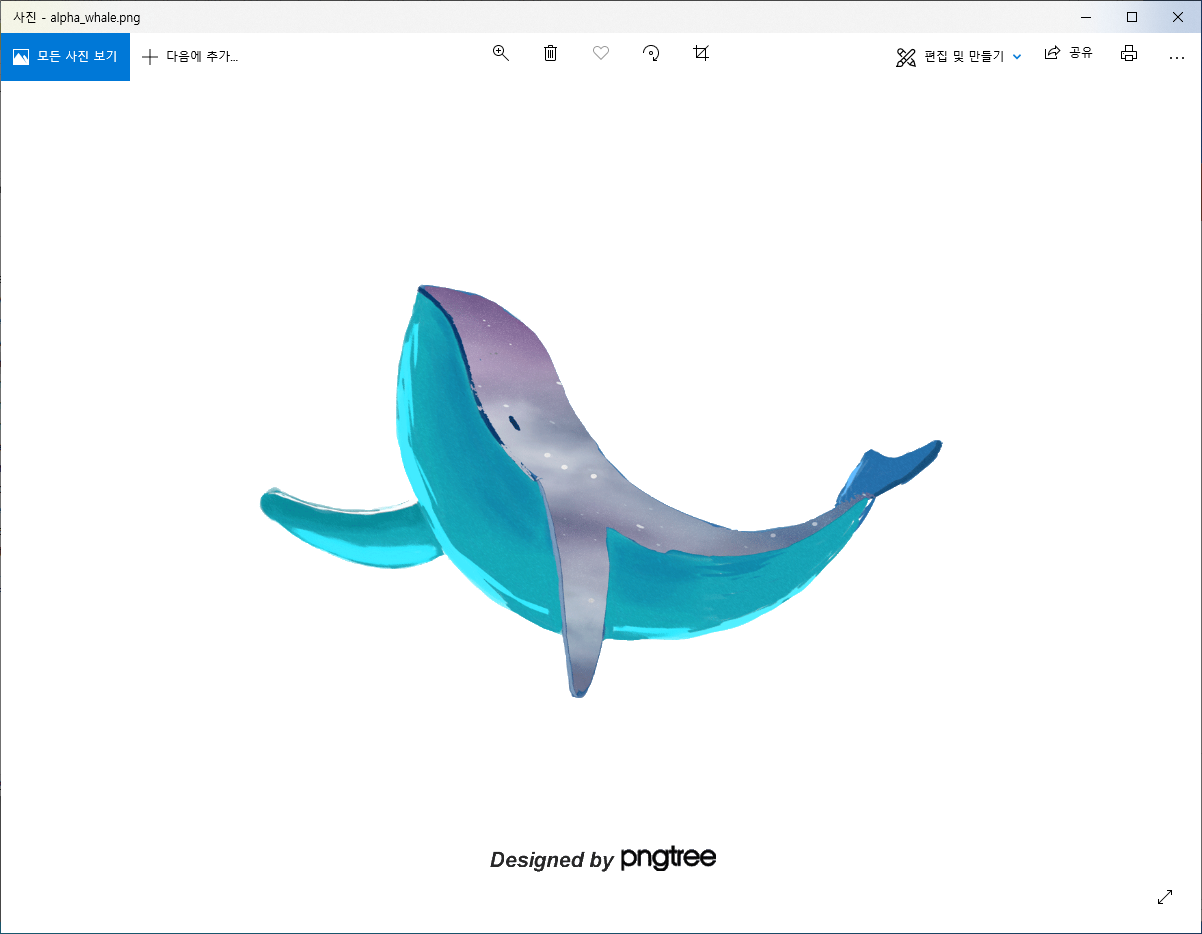 사진 - alpha_whale.png
모든 사진 보기
다음에 추가...
편집 및 만들기
공유
Designed by pngtree